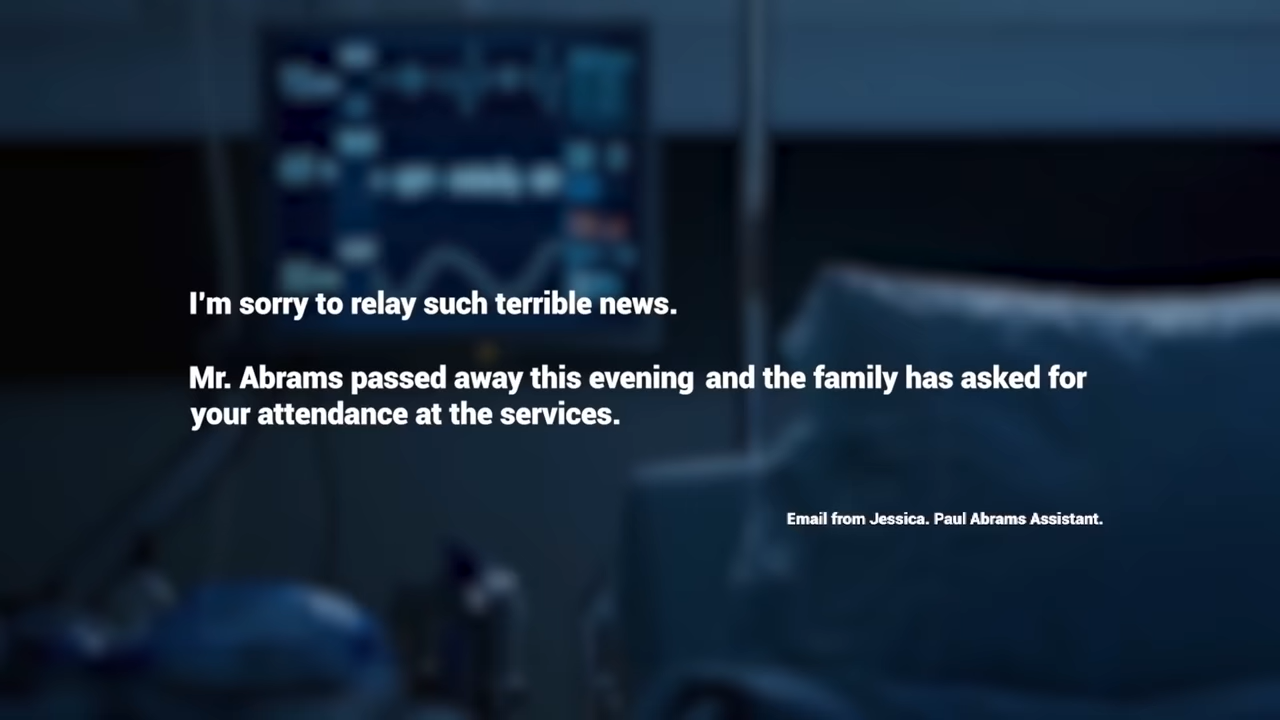 I'm sorry to relay such terrible news.
Mr. Abrams passed away this evening and the family has asked for
your attendance at the services.
Email from Jessica. Paul Abrams Assistant.